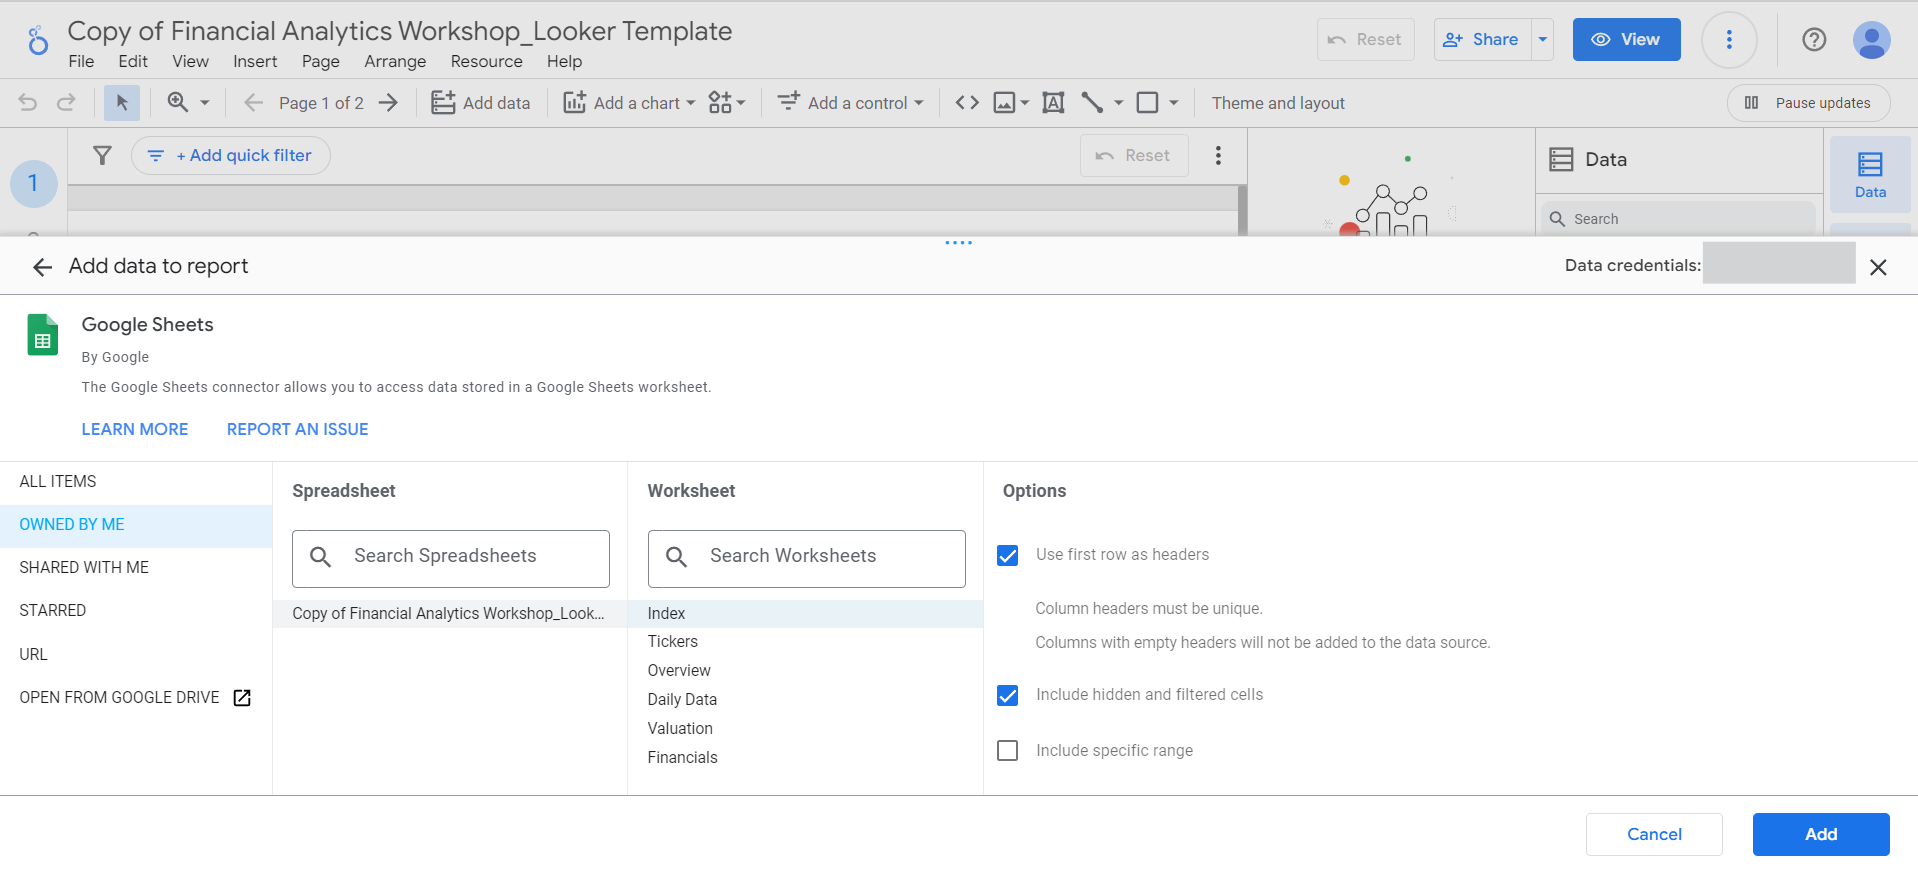 Copy of Financial Analytics Workshop_Looker Template
File Edit View Insert Page Arrange Resource Help
Reset
Share
View
Page 1 of 2
Add data
Add a chart
Add a control
Theme and layout
Pause updates
1
+ Add quick filter
Reset
Data
Search
Data
Add data to report
Data credentials:
Google Sheets
By Google
The Google Sheets connector allows you to access data stored in a Google Sheets worksheet.
LEARN MORE REPORT AN ISSUE
ALL ITEMS
OWNED BY ME
SHARED WITH ME
STARRED
URL
OPEN FROM GOOGLE DRIVE
Spreadsheet
Search Spreadsheets
Copy of Financial Analytics Workshop_Look...
Worksheet
Search Worksheets
Index
Tickers
Overview
Daily Data
Valuation
Financials
Options
Use first row as headers
Column headers must be unique.
Columns with empty headers will not be added to the data source.
Include hidden and filtered cells
Include specific range
Cancel
Add